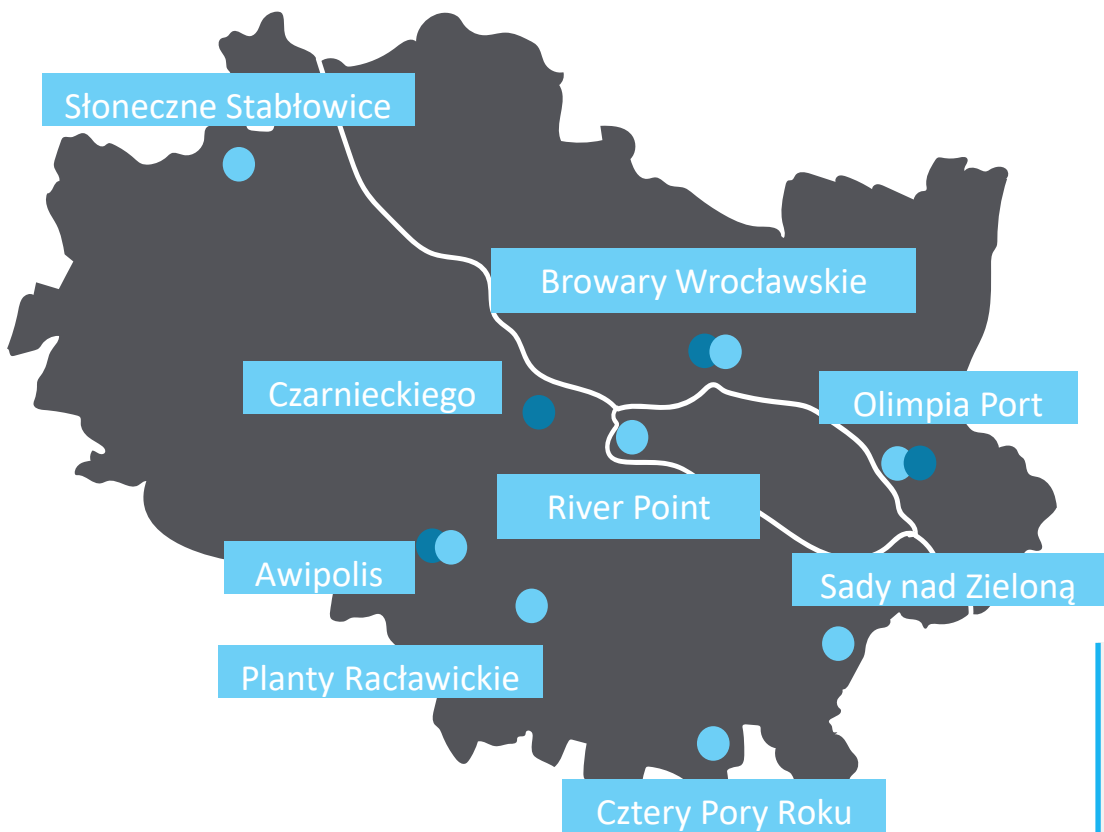 Słoneczne Stabłowice
Browary Wrocławskie
Czarnieckiego
Olimpia Port
River Point
Awipolis
Sady nad Zieloną
Planty Racławickie
Cztery Pory Roku